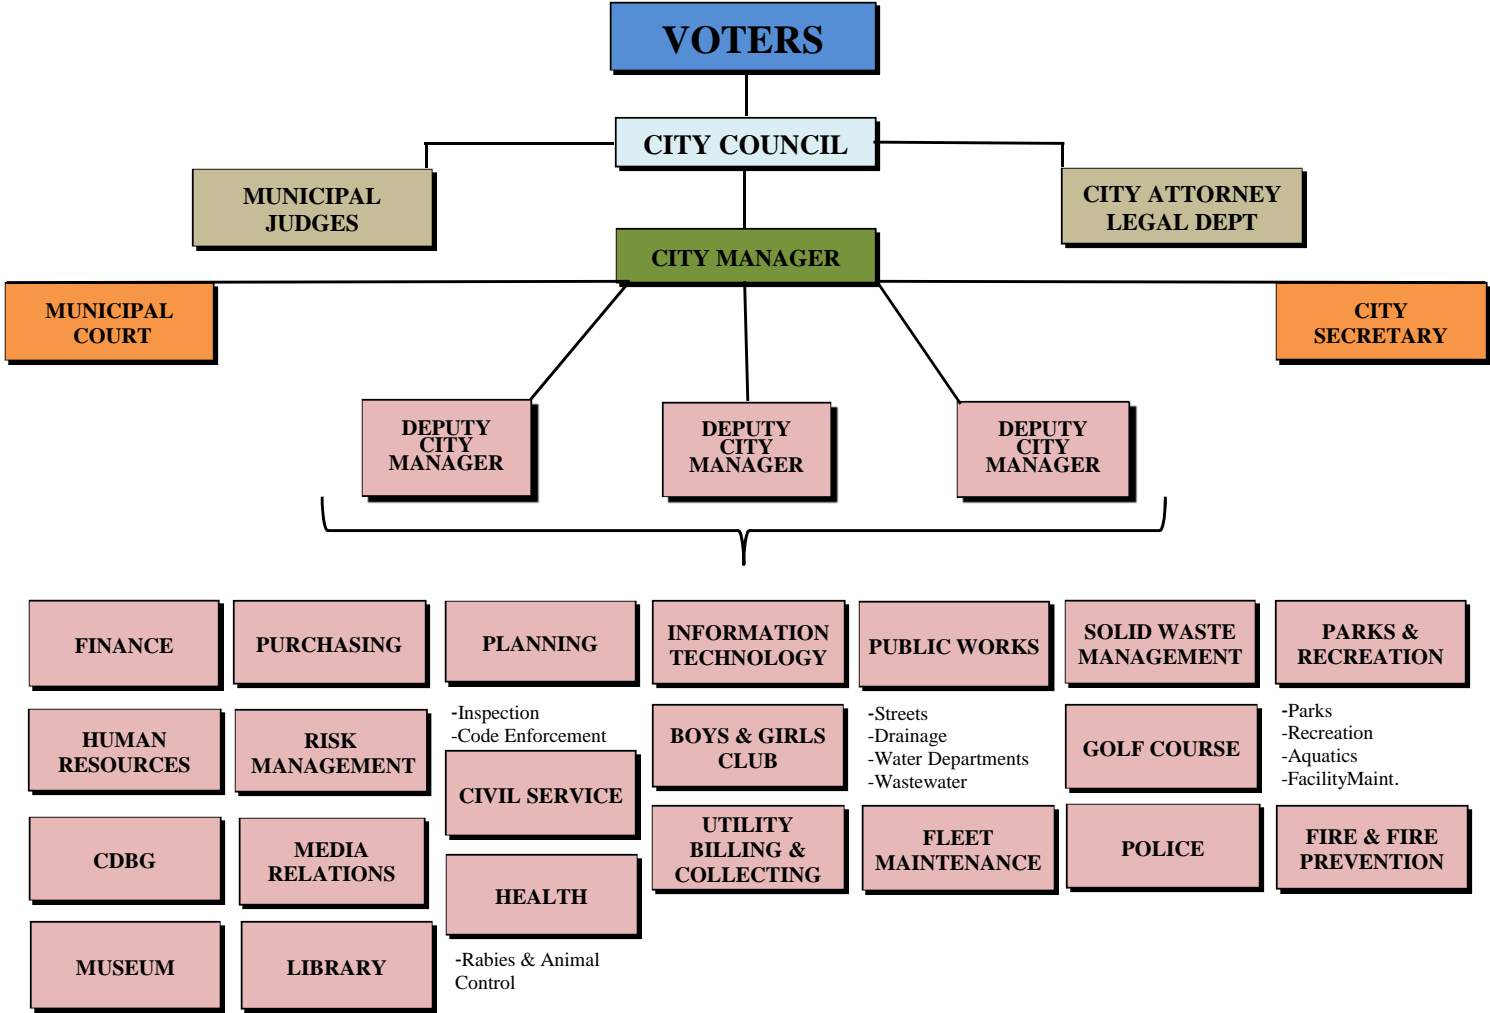 VOTERS
CITY COUNCIL
MUNICIPAL
JUDGES
CITY ATTORNEY
LEGAL DEPT
CITY MANAGER
MUNICIPAL
COURT
CITY
SECRETARY
DEPUTY
CITY
MANAGER
DEPUTY
CITY
MANAGER
DEPUTY
CITY
MANAGER
FINANCE
PURCHASING
PLANNING
INFORMATION
TECHNOLOGY
PUBLIC WORKS
SOLID WASTE
MANAGEMENT
PARKS &
RECREATION
HUMAN
RESOURCES
RISK
MANAGEMENT
-Inspection
-Code Enforcement
BOYS & GIRLS
CLUB
-Streets
-Drainage
-Water Departments
-Wastewater
GOLF COURSE
-Parks
-Recreation
-Aquatics
-FacilityMaint.
CIVIL SERVICE
CDBG
MEDIA
RELATIONS
UTILITY
BILLING &
COLLECTING
FLEET
MAINTENANCE
POLICE
FIRE & FIRE
PREVENTION
HEALTH
MUSEUM
LIBRARY
-Rabies & Animal
Control